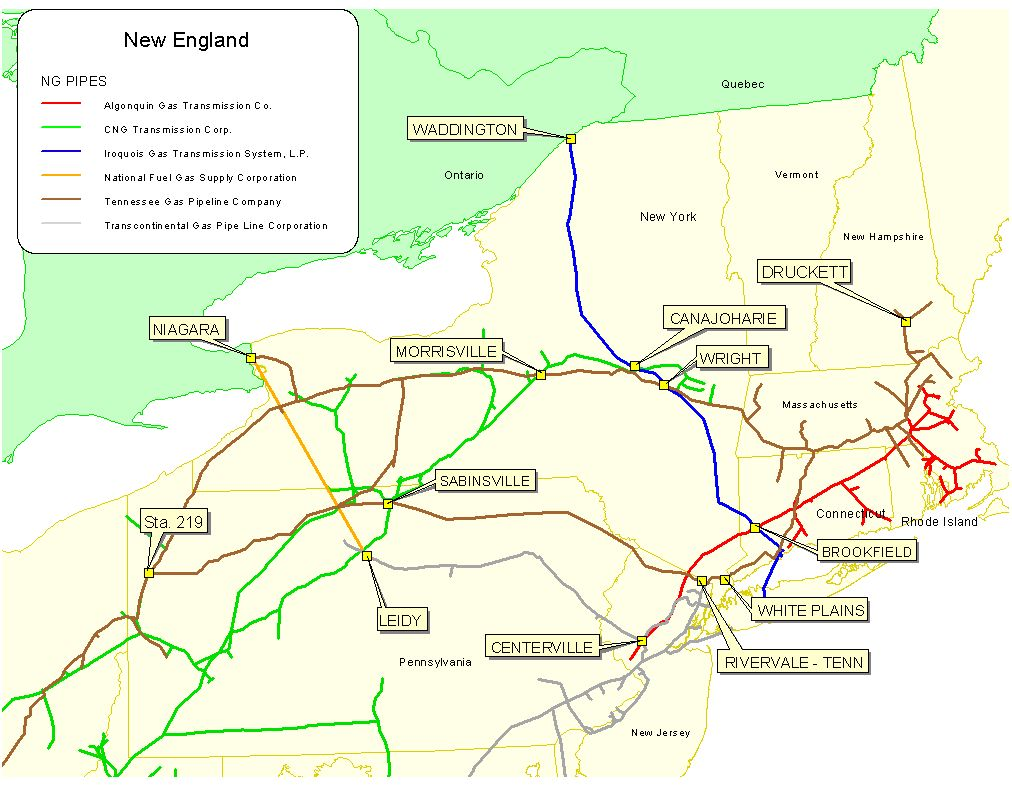 New England
NG PIPES
Algonquin Gas Transmission Co.
CNG Transmission Corp.
Iroquois Gas Transmission System, L.P.
National Fuel Gas Supply Corporation
Tennessee Gas Pipeline Company
Transcontinental Gas Pipe Line Corporation
Quebec
WADDINGTON
Ontario
Vermont
New York
New Hampshire
DRUCKETT
CANAJOHARIE
NIAGARA
MORRISVILLE
WRIGHT
Massachusetts
SABINSVILLE
Sta. 219
Connecticut
Rhode Island
BROOKFIELD
WHITE PLAINS
LEIDY
CENTERVILLE
Pennsylvania
RIVERVALE - TENN
New Jersey